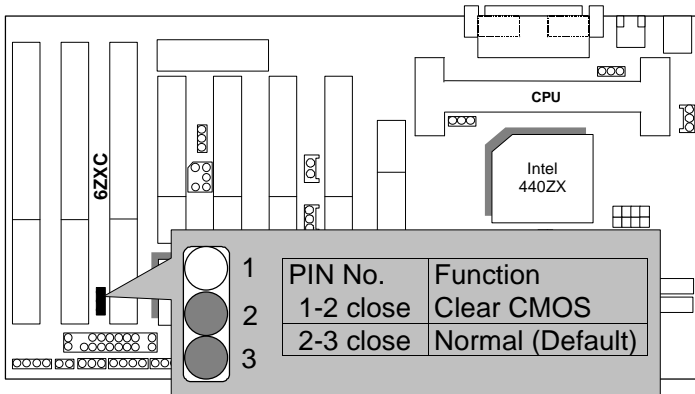 CPU
6ZXC
Intel
440ZX
1
2
3
PIN No. Function
1-2 close Clear CMOS
2-3 close Normal (Default)